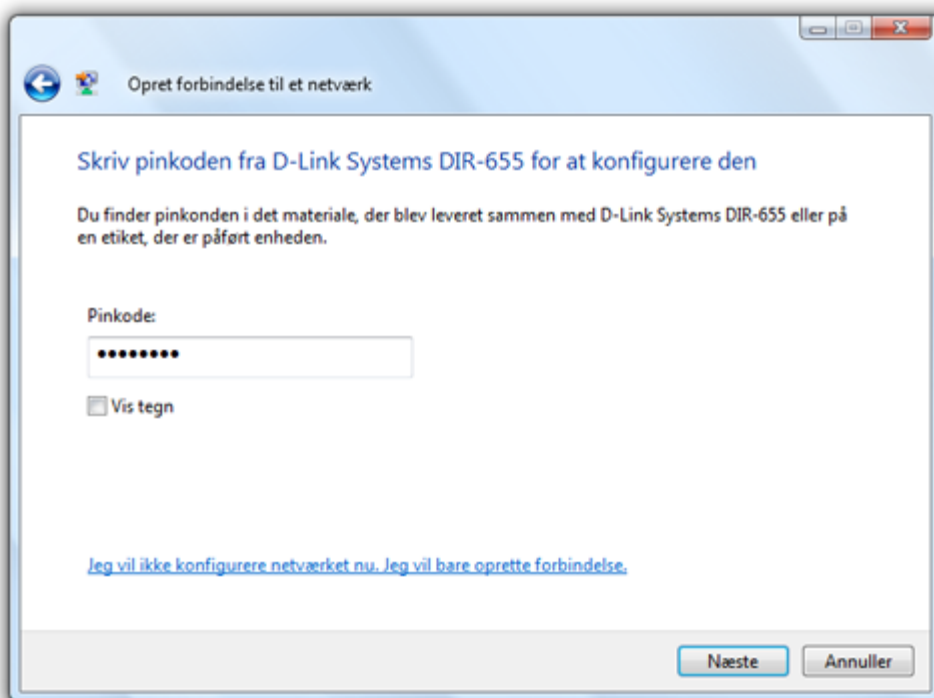 Opret forbindelse til et netværk
Skriv pinkoden fra D-Link Systems DIR-655 for at konfigurere den
Du finder pinkonden i det materiale, der blev leveret sammen med D-Link Systems DIR-655 eller på
en etiket, der er påført enheden.
Pinkode:
••••••••
Vis tegn
Jeg vil ikke konfigurere netværket nu. Jeg vil bare oprette forbindelse.
Næste
Annuller